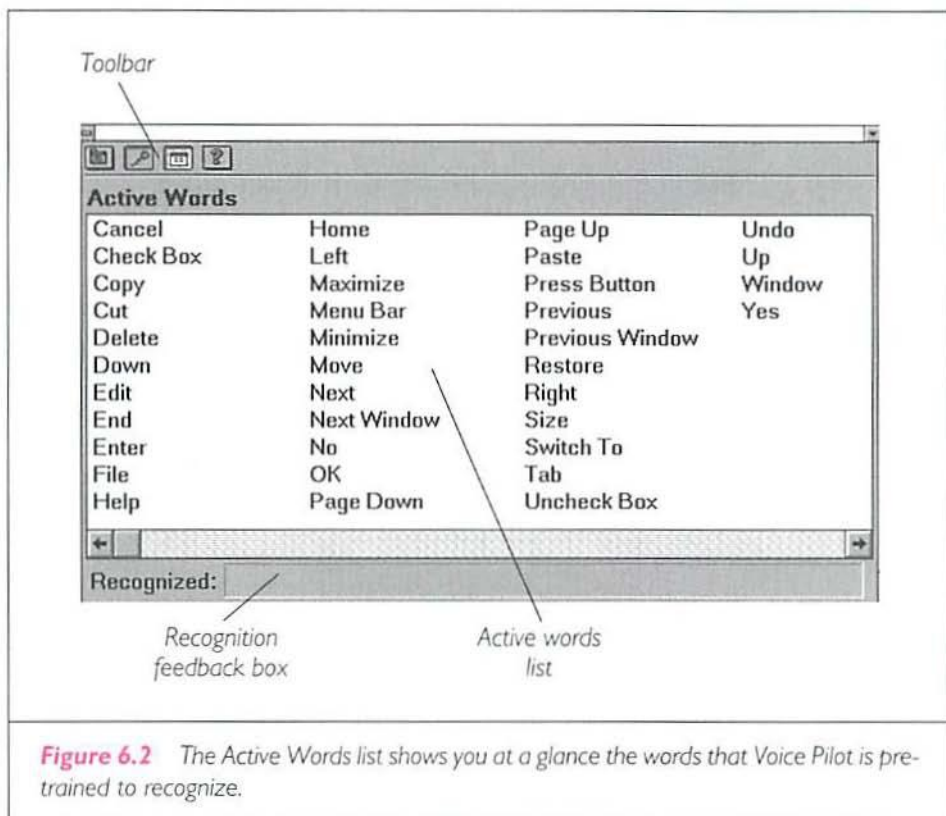 Toolbar
Active Words
Cancel Home Page Up Undo
Check Box Left Paste Up
Copy Maximize Press Button Window
Cut Menu Bar Previous Yes
Delete Minimize Previous Window
Down Move Restore
Edit Next Right
End Next Window Size
Enter No Switch To
File OK Tab
Help Page Down Uncheck Box
Recognized:
Recognition
feedback box
Active words
list
Figure 6.2 The Active Words list shows you at a glance the words that Voice Pilot is pre-
trained to recognize.